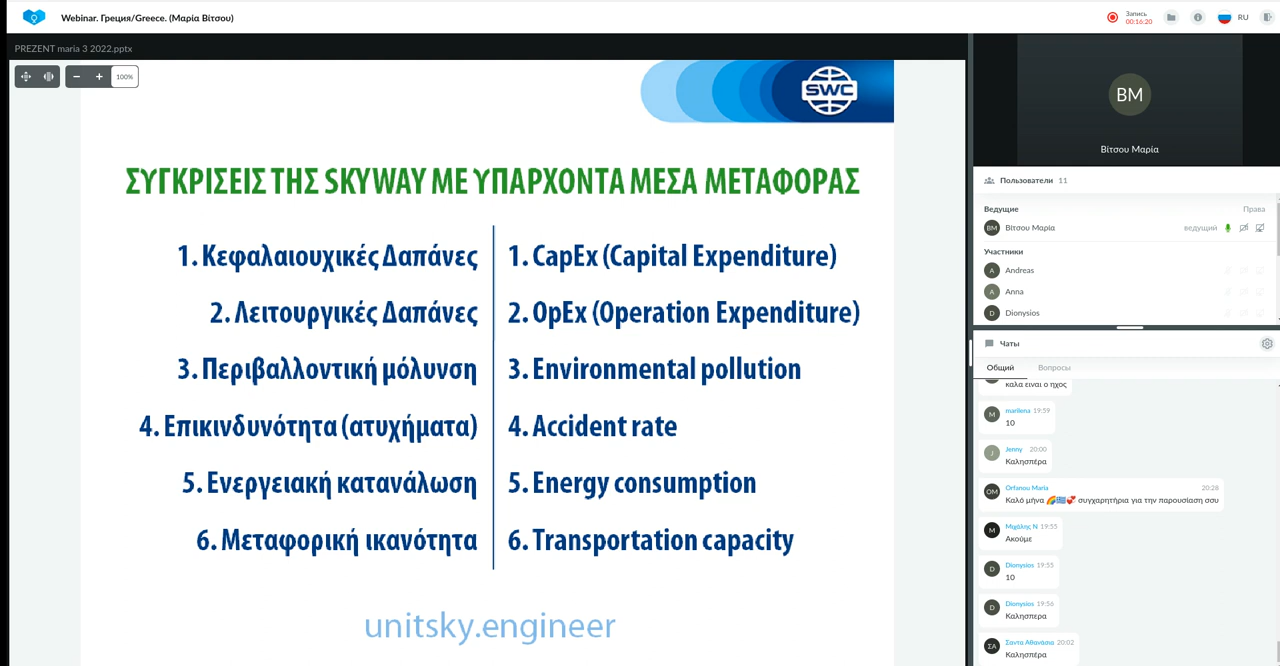 Webinar. Греция/Greece. (Μαρία Βίτσου)
Запись
00:16:20
RU
PREZENT maria 3 2022.pptx
100%
SWC
ΣΥΓΚΡΙΣΕΙΣ ΤΗΣ SKYWAY ΜΕ ΥΠΑΡΧΟΝΤΑ ΜΕΣΑ ΜΕΤΑΦΟΡΑΣ
1. Κεφαλαιουχικές Δαπάνες
2. Λειτουργικές Δαπάνες
3. Περιβαλλοντική μόλυνση
4. Επικινδυνότητα (ατυχήματα)
5. Ενεργειακή κατανάλωση
6. Μεταφορική ικανότητα
1. CapEx (Capital Expenditure)
2. OpEx (Operation Expenditure)
3. Environmental pollution
4. Accident rate
5. Energy consumption
6. Transportation capacity
unitsky.engineer
ΒΜ
Βίτσου Μαρία
Пользователи 11
Ведущие Права
ΒΜ Βίτσου Μαρία ведущий
Участники
A Andreas
A Anna
D Dionysios
Чаты
Общий Вопросы
καλα ειναι ο ηχος
M marilena 19:59
10
J Jenny 20:00
Καλησπέρα
OM Orfanou Maria 20:28
Καλό μήνα 🌈🇬🇷💞 συγχαρητήρια για την παρουσίαση σου
Μ Μιχάλης Ν 19:55
Ακούμε
D Dionysios 19:55
10
D Dionysios 19:56
Καλησπερα
ΣΑ Σαντα Αθανάσια 20:02
Καλησπέρα